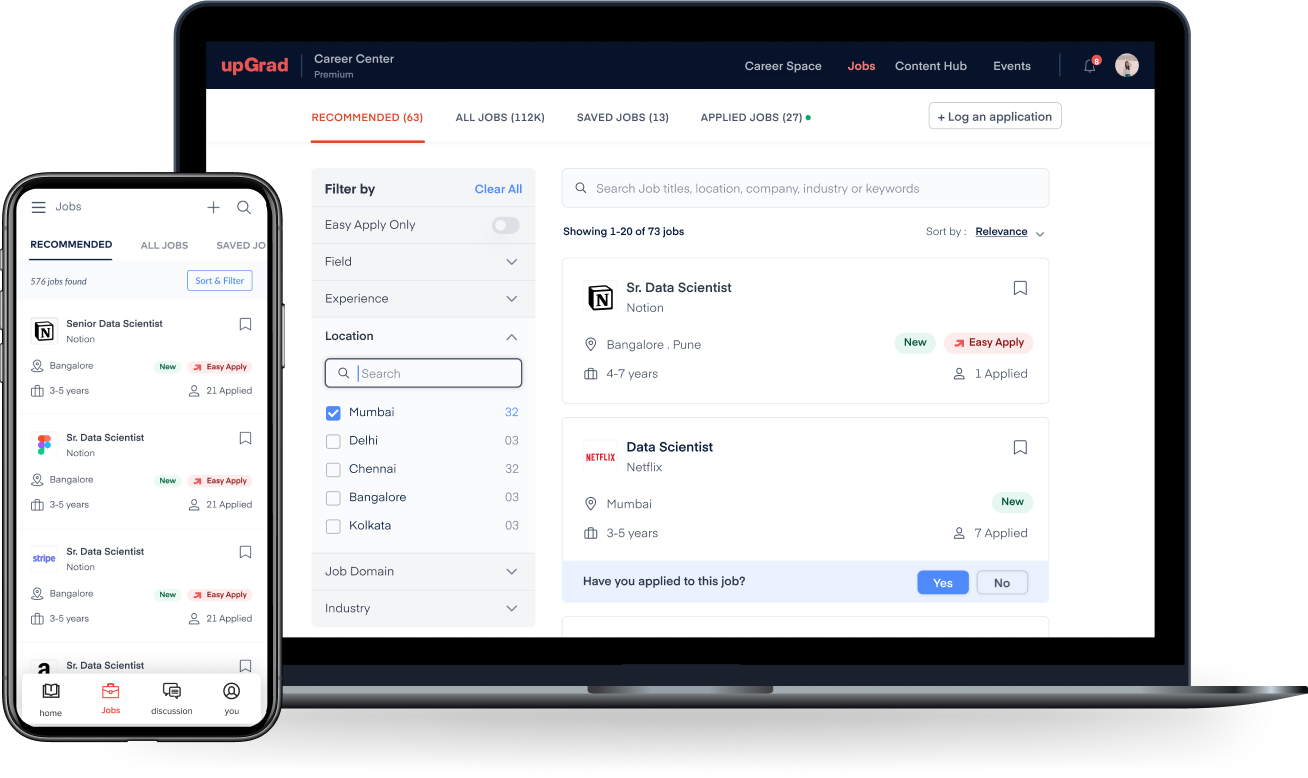 upGrad
Career Center
Premium
Career Space
Jobs
Content Hub
Events
8
RECOMMENDED (63)
ALL JOBS (112K)
SAVED JOBS (13)
APPLIED JOBS (27)
+ Log an application
Filter by
Clear All
Easy Apply Only
Field
Experience
Location
Search
Mumbai 32
Delhi 03
Chennai 32
Bangalore 03
Kolkata 03
Job Domain
Industry
Search Job titles, location, company, industry or keywords
Showing 1-20 of 73 jobs
Sort by : Relevance
N
Sr. Data Scientist
Notion
Bangalore . Pune
New
Easy Apply
4-7 years
1 Applied
NETFLIX
Data Scientist
Netflix
Mumbai
New
3-5 years
7 Applied
Have you applied to this job?
Yes
No
Jobs
RECOMMENDED
ALL JOBS
SAVED JO
576 jobs found
Sort & Filter
N
Senior Data Scientist
Notion
Bangalore
New
Easy Apply
3-5 years
21 Applied
Sr. Data Scientist
Notion
Bangalore
New
Easy Apply
3-5 years
21 Applied
stripe
Sr. Data Scientist
Notion
Bangalore
New
Easy Apply
3-5 years
21 Applied
a
Sr. Data Scientist
home
Jobs
discussion
you